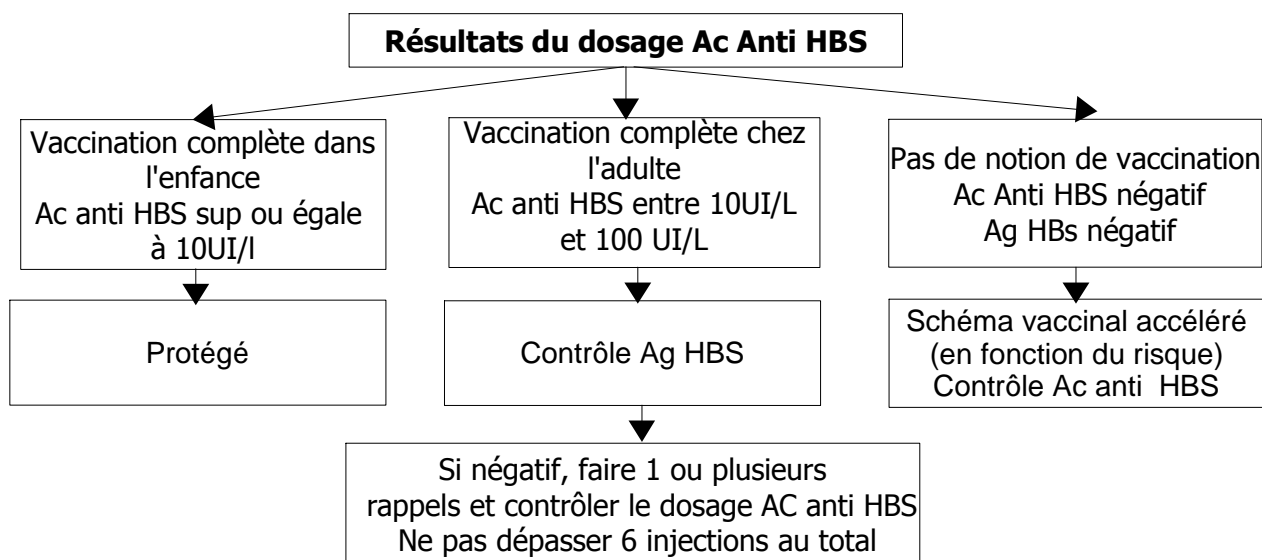 Résultats du dosage Ac Anti HBS
Vaccination complète dans
l'enfance
Ac anti HBS sup ou égale
à 10UI/l
Vaccination complète chez
l'adulte
Ac anti HBS entre 10UI/L
et 100 UI/L
Pas de notion de vaccination
Ac Anti HBS négatif
Ag HBs négatif
Protégé
Contrôle Ag HBS
Schéma vaccinal accéléré
(en fonction du risque)
Contrôle Ac anti HBS
Si négatif, faire 1 ou plusieurs
rappels et contrôler le dosage AC anti HBS
Ne pas dépasser 6 injections au total